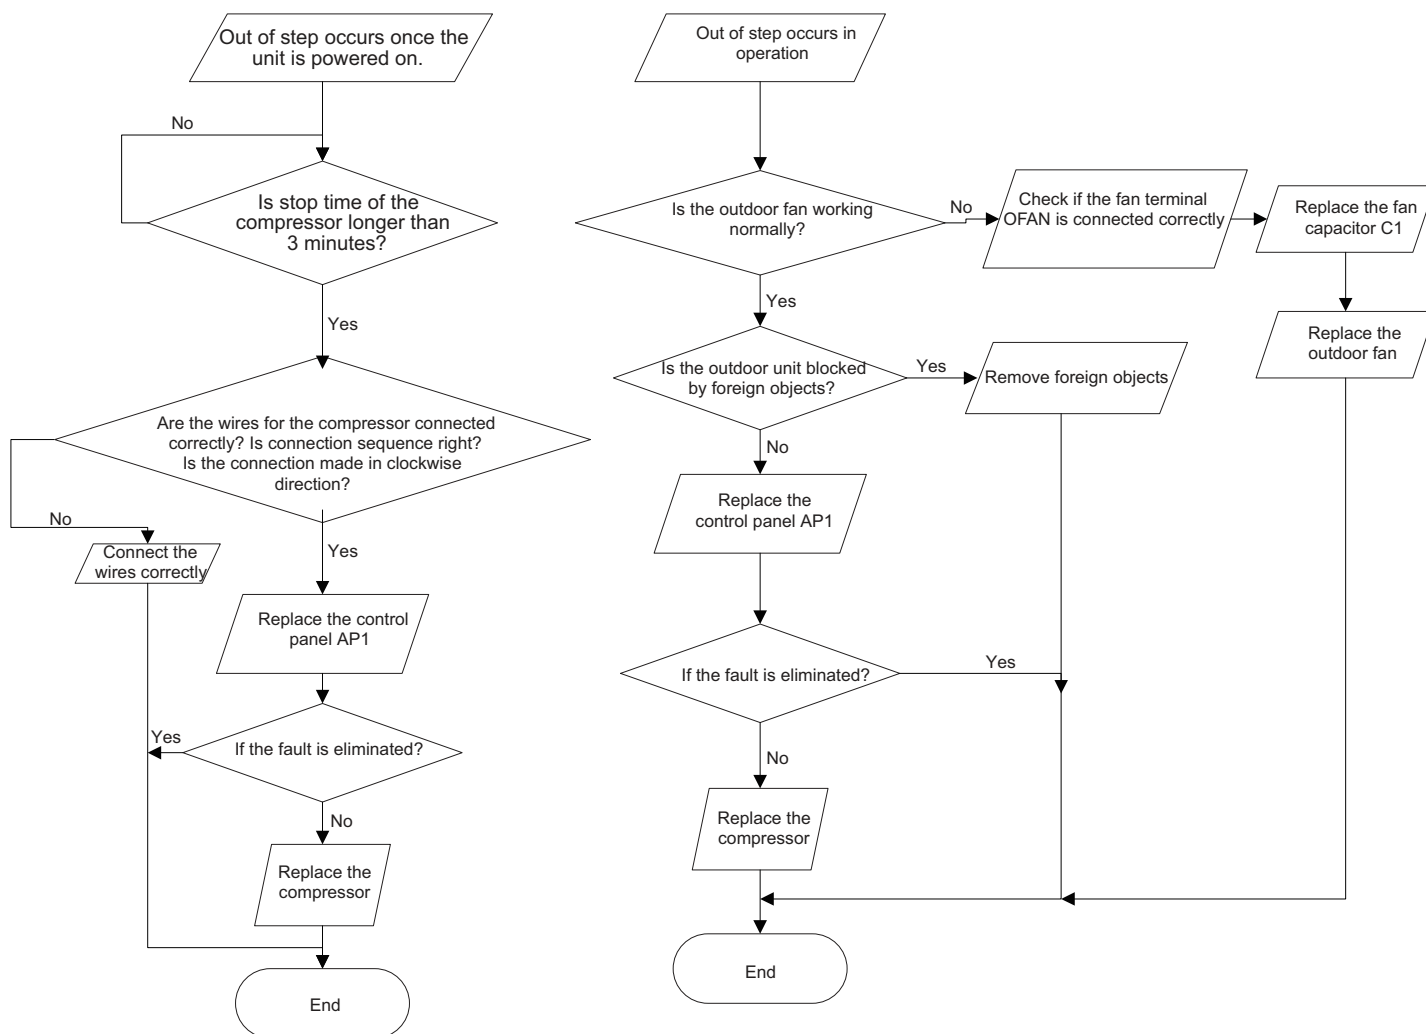 Out of step occurs once the
unit is powered on.
No
Is stop time of the
compressor longer than
3 minutes?
Yes
Are the wires for the compressor connected
correctly? Is connection sequence right?
Is the connection made in clockwise
direction?
No
Connect the
wires correctly
Yes
Replace the control
panel AP1
Yes
If the fault is eliminated?
No
Replace the
compressor
End
Out of step occurs in
operation
Is the outdoor fan working
normally?
No
Check if the fan terminal
OFAN is connected correctly
Replace the fan
capacitor C1
Replace the
outdoor fan
Yes
Is the outdoor unit blocked
by foreign objects?
Yes
Remove foreign objects
No
Replace the
control panel AP1
If the fault is eliminated?
Yes
No
Replace the
compressor
End